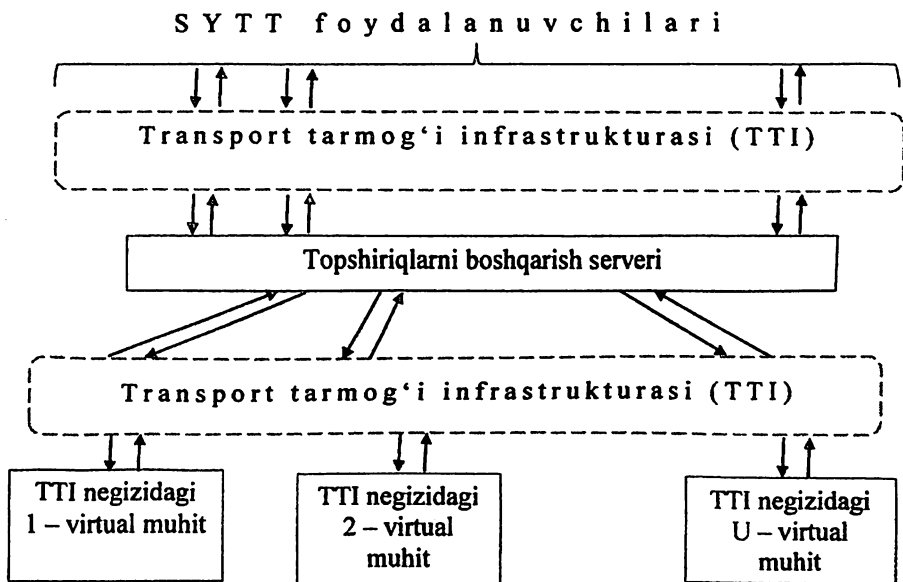 SYTT foydalanuvchilari
Transport tarmog‘i infrastrukturasi (TTI)
Topshiriqlarni boshqarish serveri
Transport tarmog‘i infrastrukturasi (TTI)
TTI negizidagi
1 – virtual muhit
TTI negizidagi
2 – virtual
muhit
TTI negizidagi
U – virtual
muhit